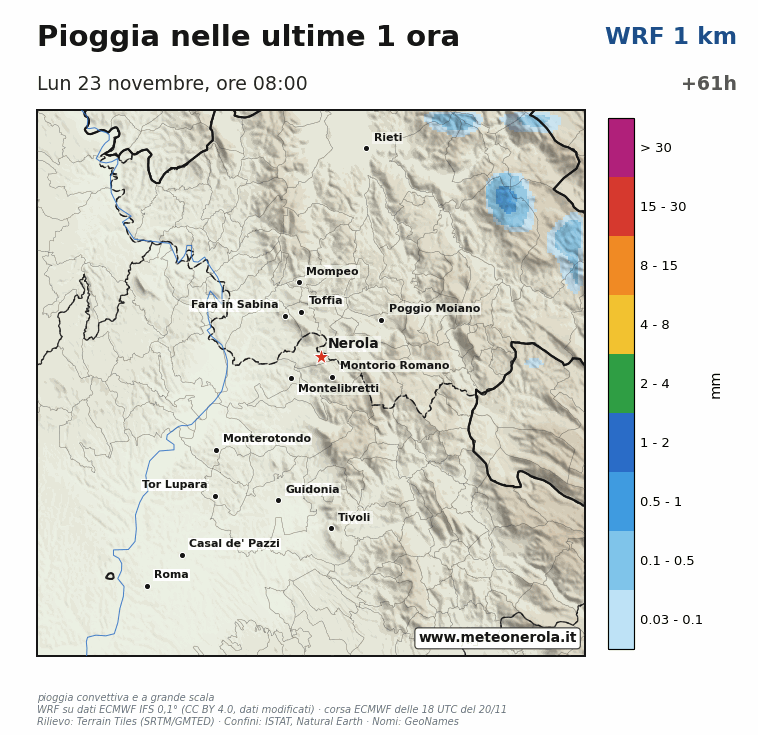 Pioggia nelle ultime 1 ora
WRF 1 km
Lun 23 novembre, ore 08:00
+61h
Rieti
Mompeo
Toffia
Fara in Sabina
Poggio Moiano
Nerola
Montorio Romano
Montelibretti
Monterotondo
Tor Lupara
Guidonia
Tivoli
Casal de' Pazzi
Roma
www.meteonerola.it
> 30
15 - 30
8 - 15
4 - 8
2 - 4
1 - 2
0.5 - 1
0.1 - 0.5
0.03 - 0.1
mm
pioggia convettiva e a grande scala
WRF su dati ECMWF IFS 0,1° (CC BY 4.0, dati modificati) · corsa ECMWF delle 18 UTC del 20/11
Rilievo: Terrain Tiles (SRTM/GMTED) · Confini: ISTAT, Natural Earth · Nomi: GeoNames